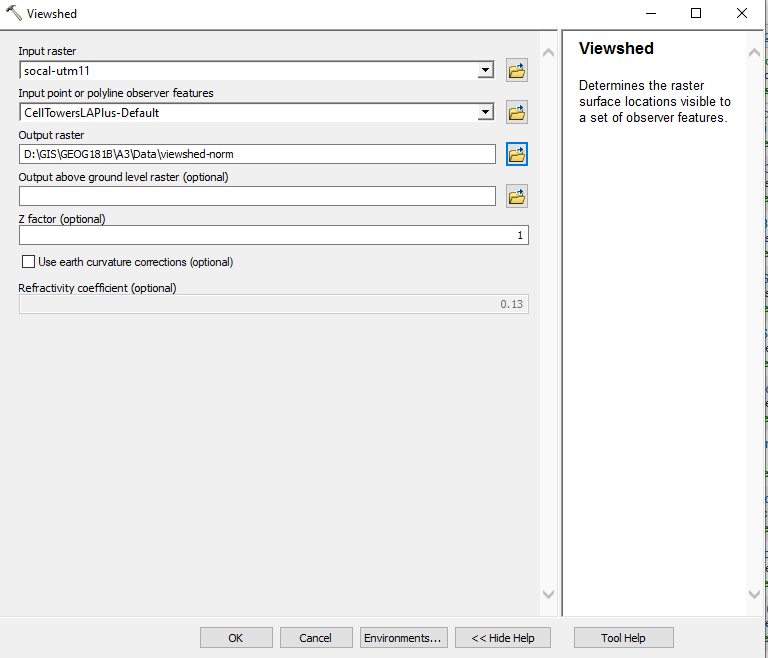 Viewshed
Input raster
socal-utm11
Input point or polyline observer features
CellTowersLAPlus-Default
Output raster
D:\GIS\GEOG181B\A3\Data\viewshed-norm
Output above ground level raster (optional)
Z factor (optional)
1
Use earth curvature corrections (optional)
Refractivity coefficient (optional)
0.13
Viewshed
Determines the raster
surface locations visible to
a set of observer features.
OK
Cancel
Environments...
<< Hide Help
Tool Help